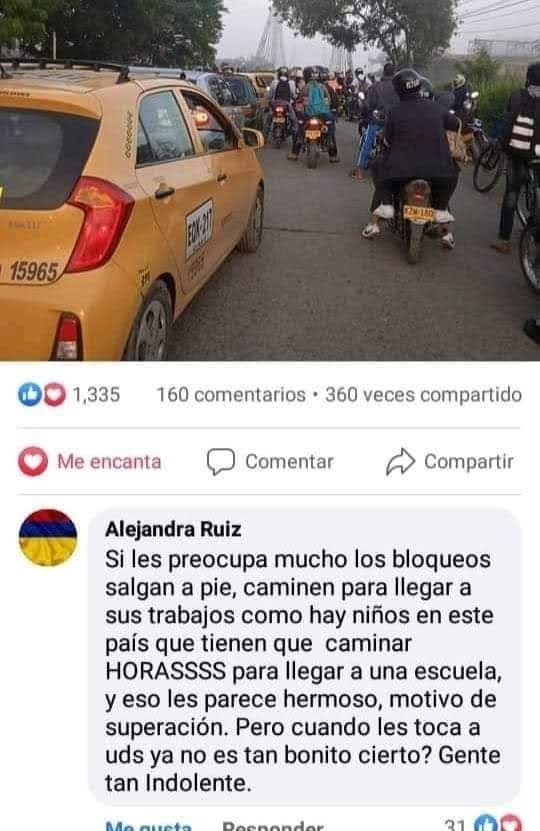 15965
EQK-217
1,335 160 comentarios • 360 veces compartido
Me encanta Comentar Compartir
Alejandra Ruiz
Si les preocupa mucho los bloqueos
salgan a pie, caminen para llegar a
sus trabajos como hay niños en este
país que tienen que caminar
HORASSSS para llegar a una escuela,
y eso les parece hermoso, motivo de
superación. Pero cuando les toca a
uds ya no es tan bonito cierto? Gente
tan Indolente.
Me gusta Responder 31